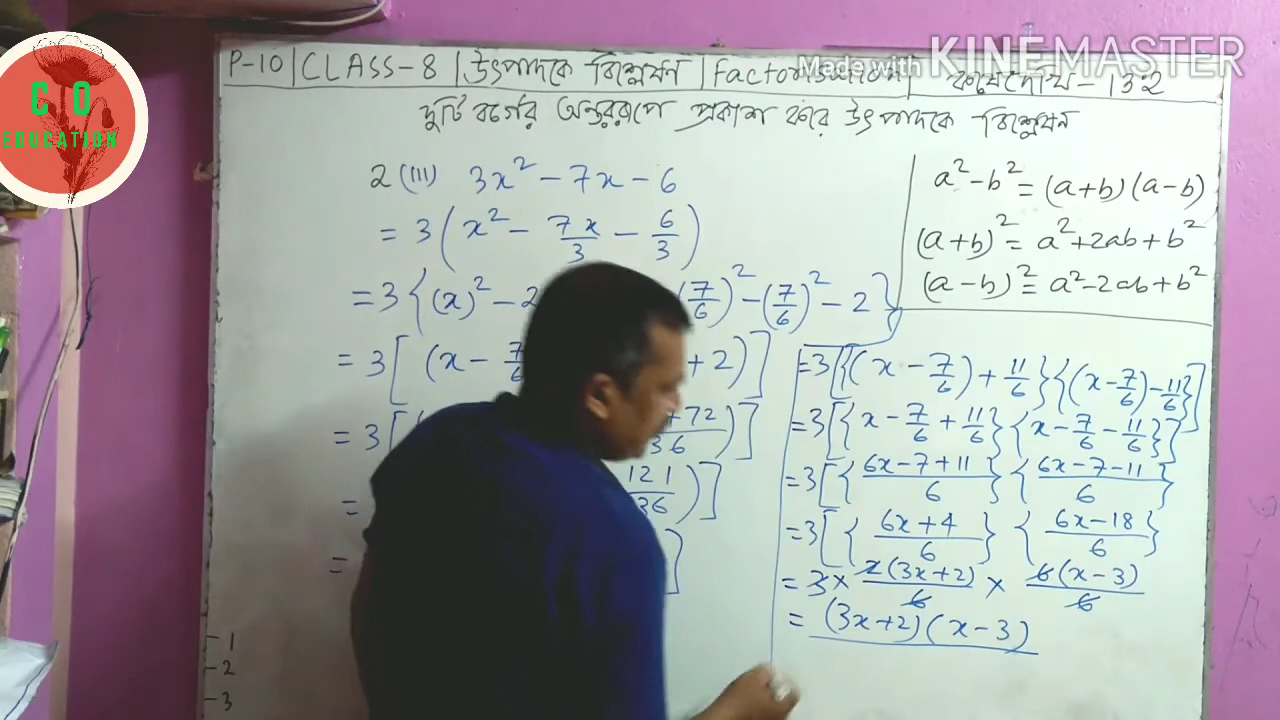 CO
EDUCATION
Made with KINEMASTER
P-10 | CLASS-8 | উৎপাদকে বিশ্লেষন | কষেদেখি - 13.2
দুটি বর্গের অন্তররূপে প্রকাশ করে উৎপাদকে বিশ্লেষন
2 (III) 3x² - 7x - 6
= 3 ( x² - 7x/3 - 6/3 )
= 3 { (x)² - 2 (7/6)² - (7/6)² - 2 }
= 3 [ (x - 7/6 + 2) ]
= 3 [ +72/36 ) ]
= 121/36 ) ]
= ]
a² - b² = (a+b) (a-b)
(a+b)² = a² + 2ab + b²
(a-b)² = a² - 2ab + b²
= 3 [ { (x - 7/6) + 11/6 } { (x - 7/6) - 11/6 } ]
= 3 [ { x - 7/6 + 11/6 } { x - 7/6 - 11/6 } ]
= 3 [ { 6x-7+11/6 } { 6x-7-11/6 } ]
= 3 [ { 6x+4/6 } { 6x-18/6 } ]
= 3 × 2(3x+2)/6 × 6(x-3)/6
= (3x+2) (x-3)
-1
-2
-3